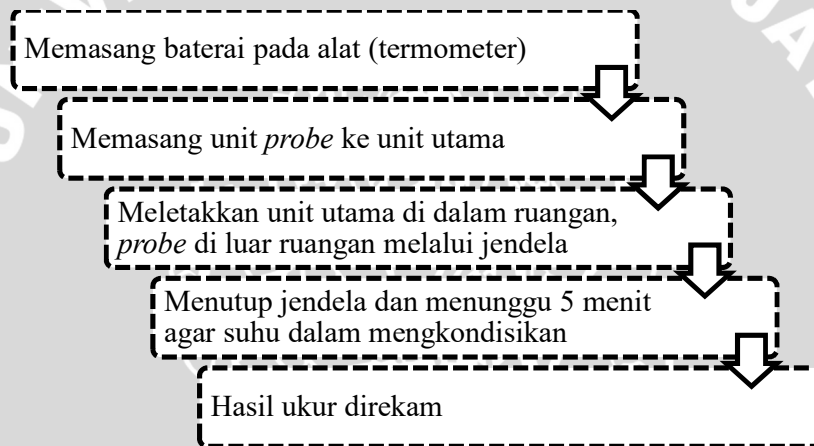 Memasang baterai pada alat (termometer)
Memasang unit probe ke unit utama
Meletakkan unit utama di dalam ruangan,
probe di luar ruangan melalui jendela
Menutup jendela dan menunggu 5 menit
agar suhu dalam mengkondisikan
Hasil ukur direkam